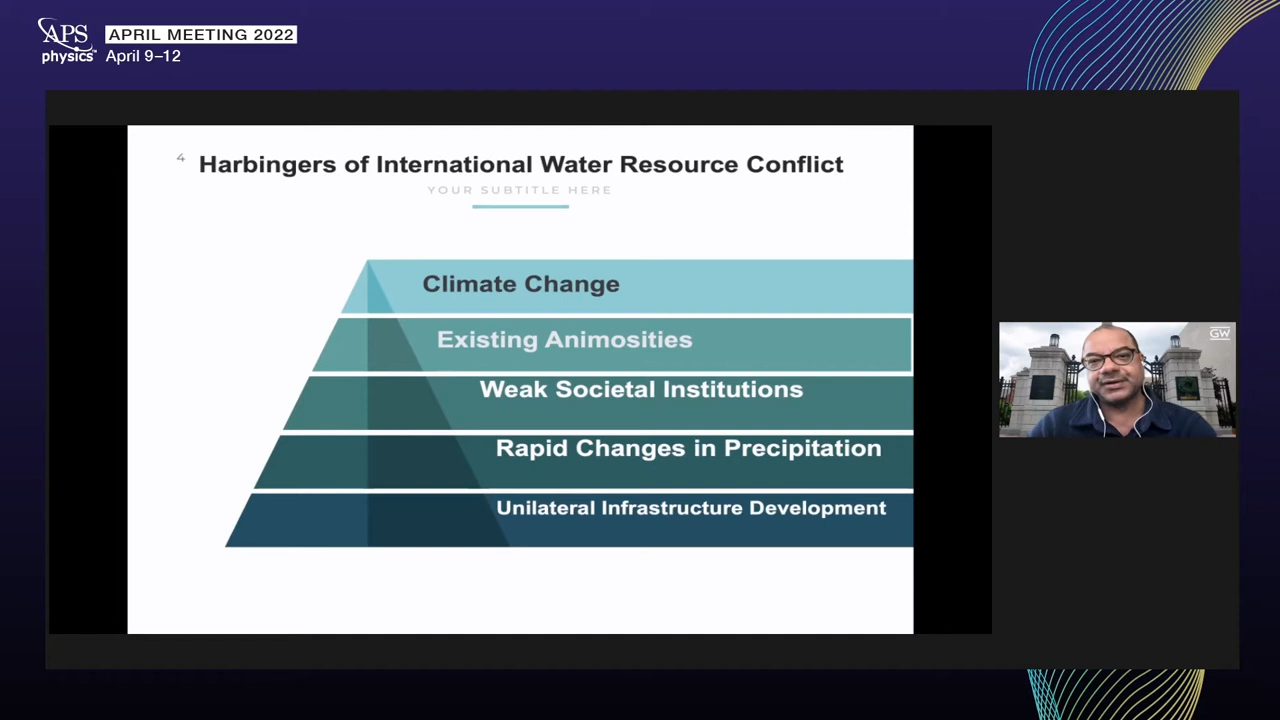 APS
physics
APRIL MEETING 2022
April 9–12
4
Harbingers of International Water Resource Conflict
YOUR SUBTITLE HERE
Climate Change
Existing Animosities
Weak Societal Institutions
Rapid Changes in Precipitation
Unilateral Infrastructure Development
GW